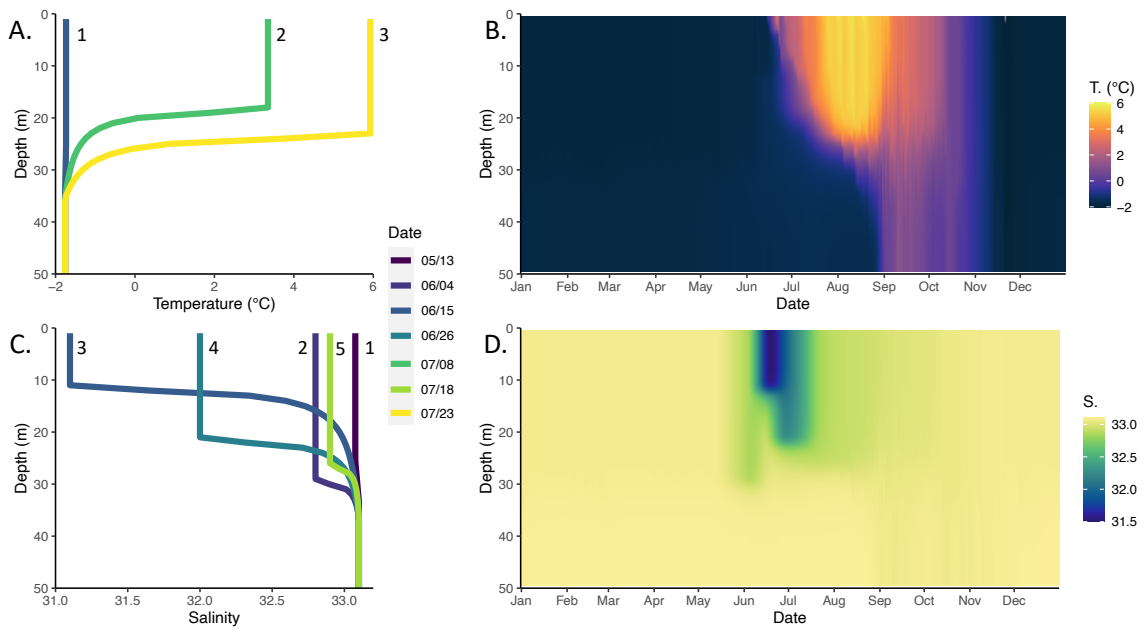 A.
0
10
20
30
40
50
Depth (m)
1
2
3
−2
0
2
4
6
Temperature (°C)
B.
0
10
20
30
40
50
Depth (m)
Jan
Feb
Mar
Apr
May
Jun
Jul
Aug
Sep
Oct
Nov
Dec
Date
T. (°C)
6
4
2
0
−2
Date
05/13
06/04
06/15
06/26
07/08
07/18
07/23
C.
0
10
20
30
40
50
Depth (m)
3
4
2
5
1
31.0
31.5
32.0
32.5
33.0
Salinity
D.
0
10
20
30
40
50
Depth (m)
Jan
Feb
Mar
Apr
May
Jun
Jul
Aug
Sep
Oct
Nov
Dec
Date
S.
33.0
32.5
32.0
31.5